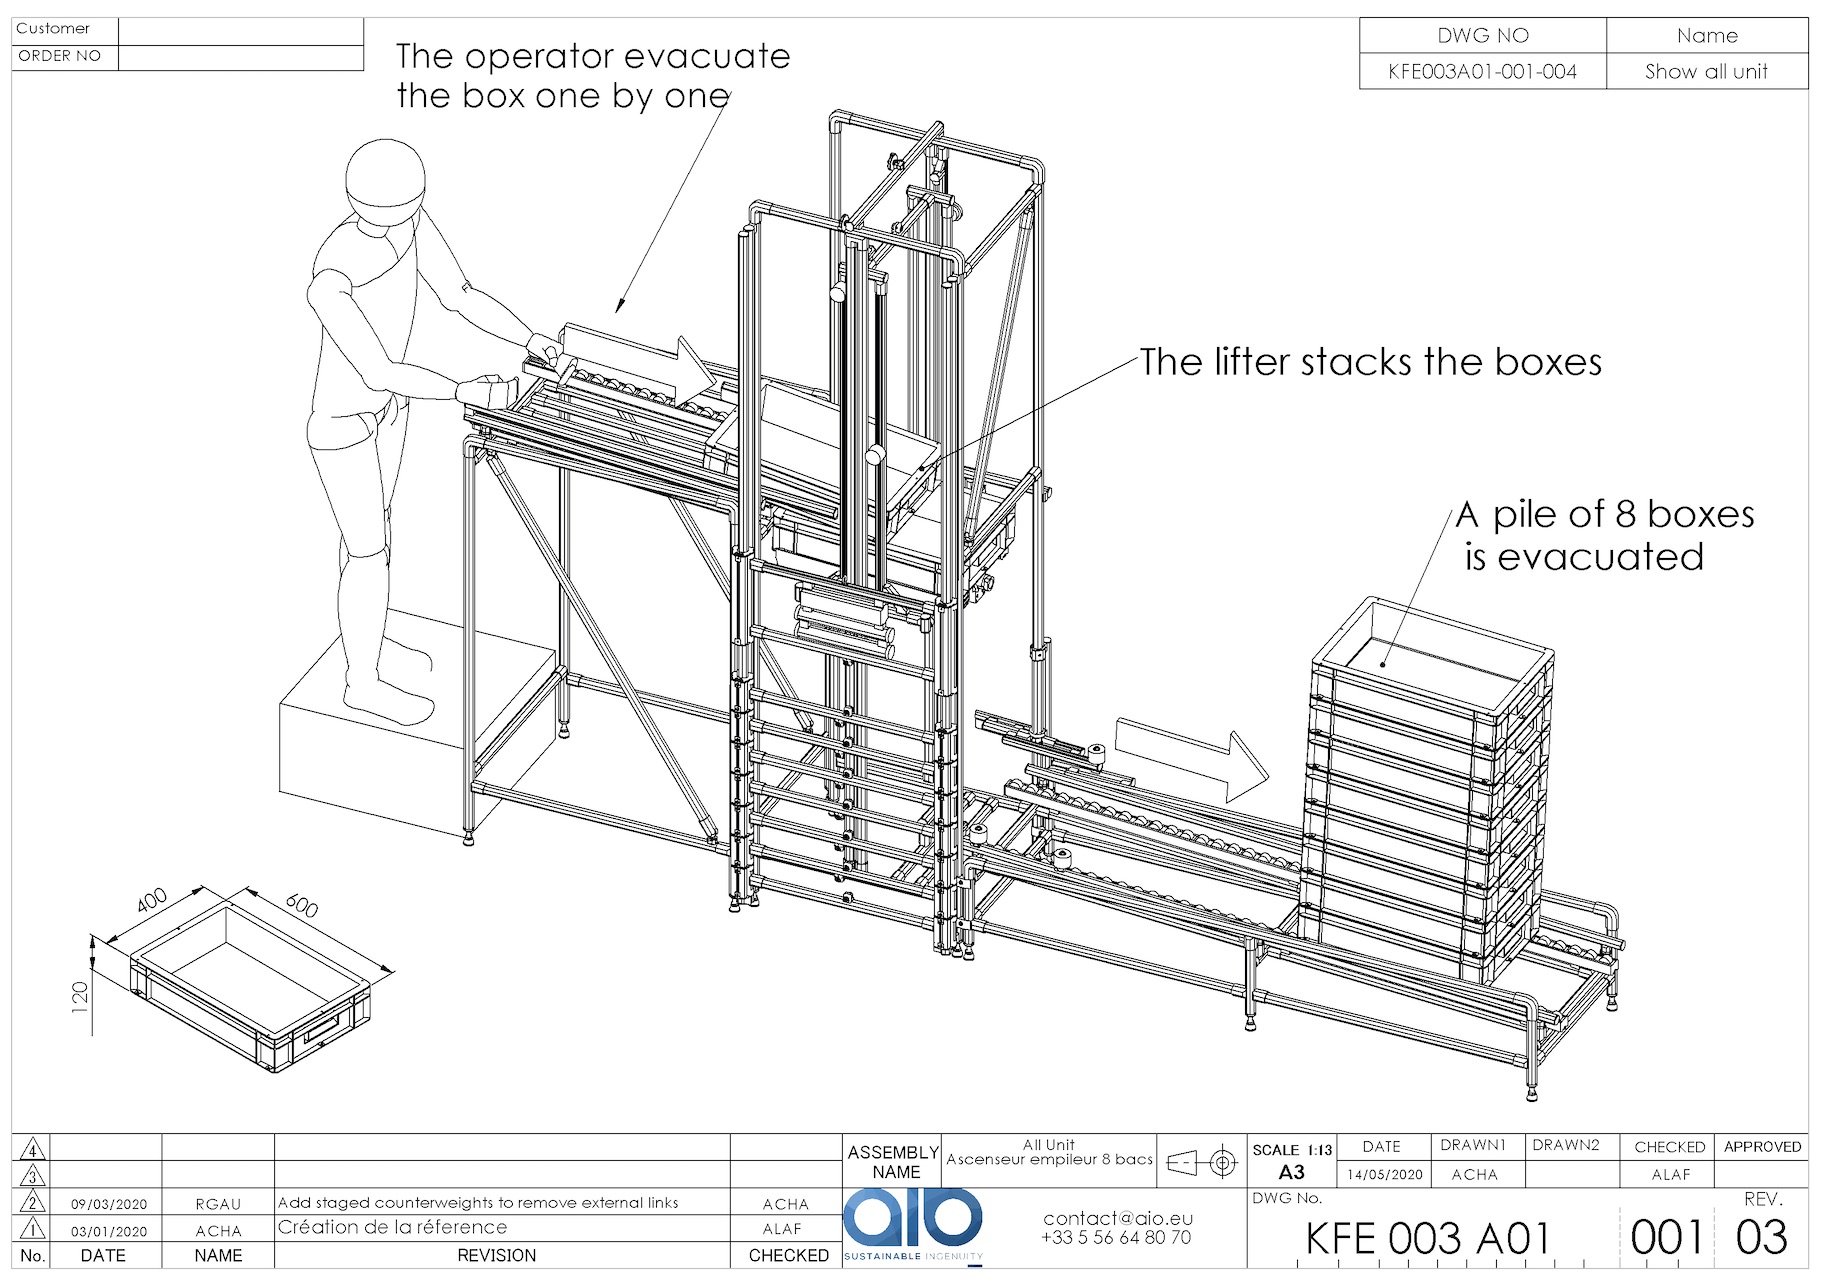 Customer
ORDER NO
DWG NO Name
KFE003A01-001-004 Show all unit
The operator evacuate
the box one by one
The lifter stacks the boxes
A pile of 8 boxes
is evacuated
400
600
120
4
3
2 09/03/2020 RGAU Add staged counterweights to remove external links ACHA
1 03/01/2020 ACHA Création de la réference ALAF
No. DATE NAME REVISION CHECKED
ASSEMBLY
NAME
All Unit
Ascenseur empileur 8 bacs
SCALE 1:13
A3
DATE DRAWN1 DRAWN2 CHECKED APPROVED
14/05/2020 ACHA ALAF
aio
SUSTAINABLE INGENUITY
contact@aio.eu
+33 5 56 64 80 70
DWG No. REV.
KFE 003 A01 001 03